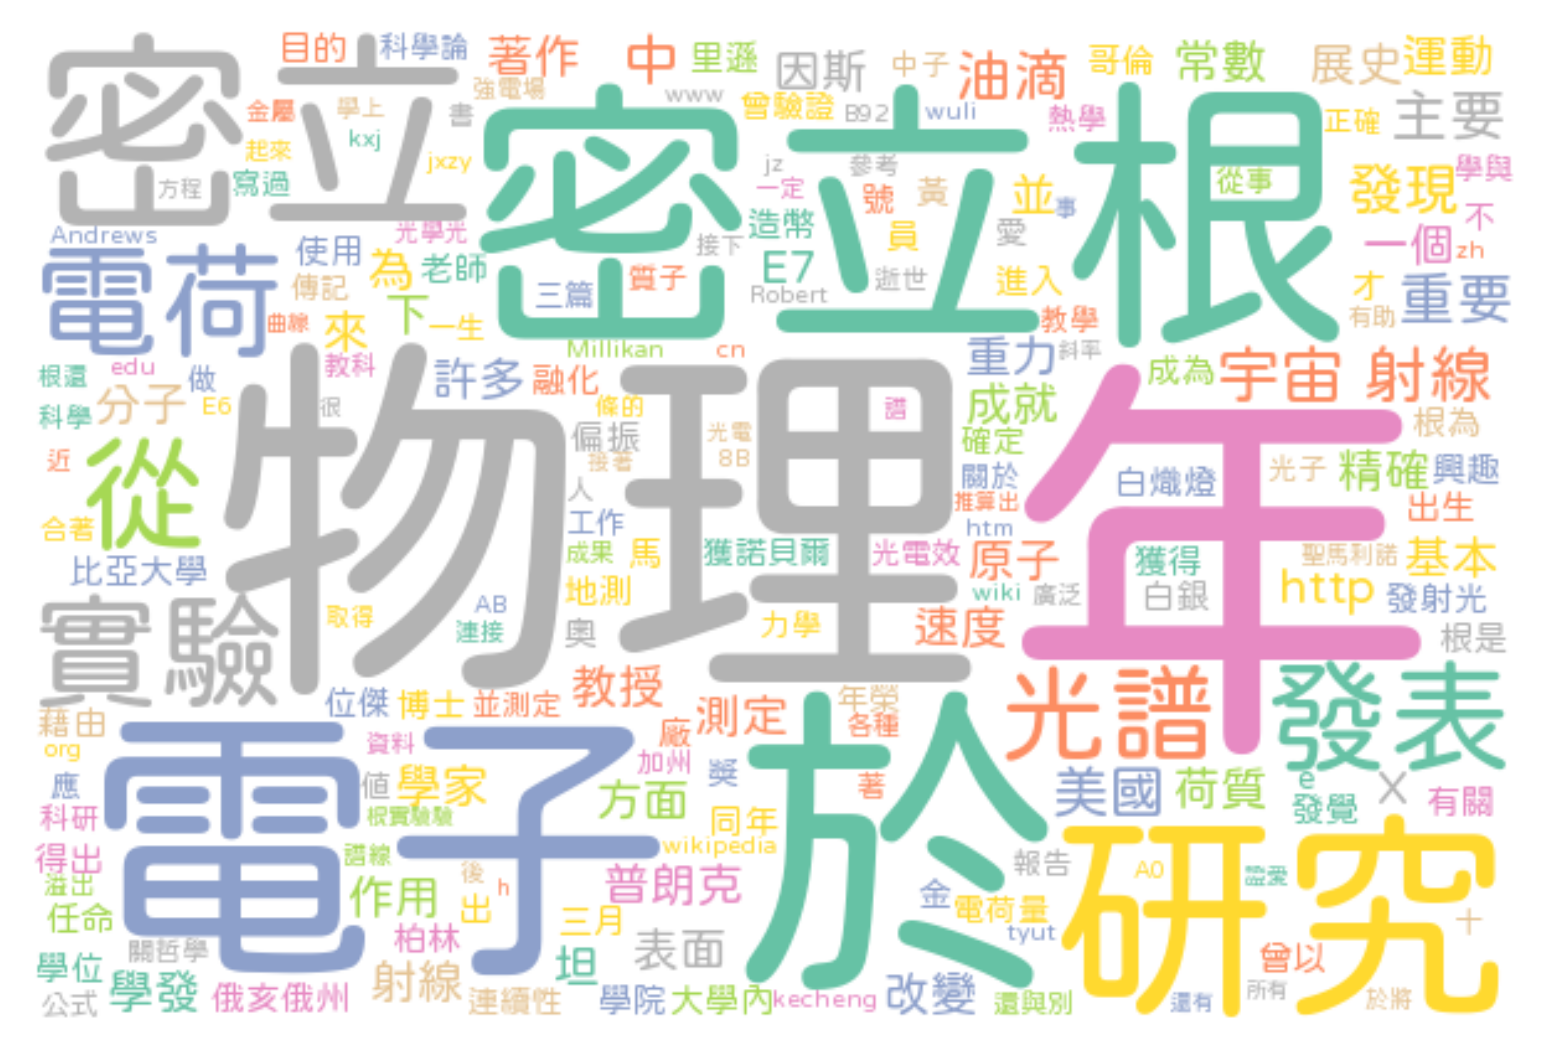 目的
科學論
著作
中
里遜
因斯
中子
油滴
哥倫
常數
展史
運動
密立
金屬
學上
強電場
書
www
曾驗證
B92
wuli
熱學
正確
主要
kxj
起來
jxzy
方程
寫過
密立根
jz
參考
一定
號
黃
並
事
從事
發現
學與
不
Andrews
光學光
接下
造幣
員
愛
一個
zh
電荷
使用
為
老師
傳記
三篇
質子
E7
Robert
逝世
進入
才
重要
有助
曲線
來
下
一生
教學
Millikan
cn
重力
斜率
根還
edu
做
教科
許多
融化
成為
宇宙
射線
科學
分子
E6
很
物理
條的
偏振
接著
光電
8B
譜
成就
確定
年
根為
近
從
人
關於
白熾燈
光子
精確
興趣
推算出
出生
合著
工作
htm
比亞大學
成果
馬
獲諾貝爾
光電效
原子
獲得
聖馬利諾
基本
地測
wiki
廣泛
白銀
http
發射光
實驗
取得
AB
連接
奧
力學
速度
根是
教授
位傑
博士
並測定
年榮
測定
各種
光譜
發表
藉由
org
資料
廠
加州
獎
電子
應
值
學家
方面
著
於
美國
荷質
e
發覺
X
有關
科研
根實驗驗
同年
wikipedia
得出
譜線
後
h
報告
研究
A0
證愛
溢出
作用
出
普朗克
金
電荷量
任命
三月
tyut
十
關哲學
柏林
表面
曾以
學位
學發
射線
坦
公式
俄亥俄州
連續性
學院
大學內
kecheng
改變
還與別
還有
所有
於將